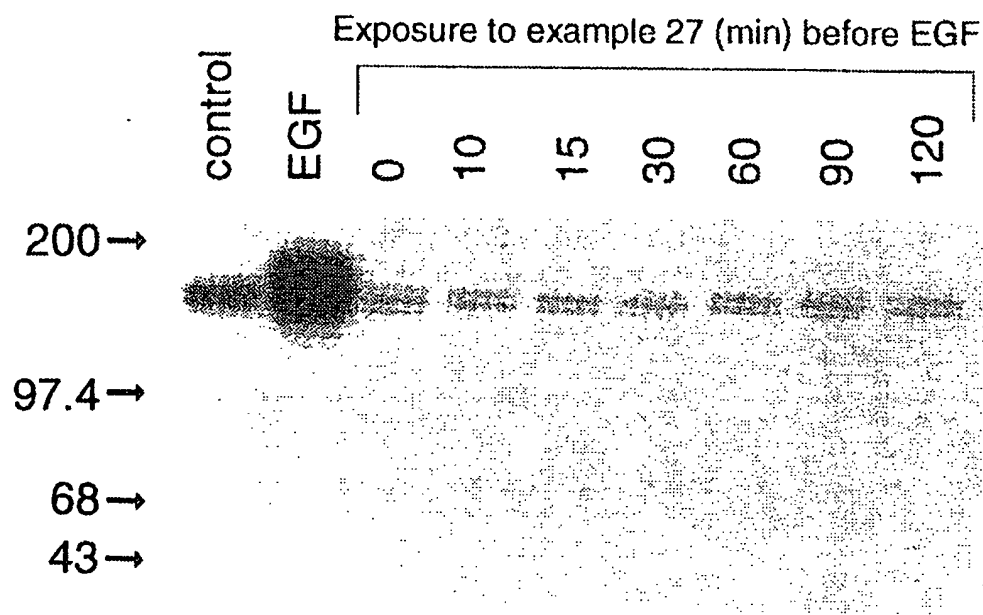 Exposure to example 27 (min) before EGF
control EGF 0 10 15 30 60 90 120
200→
97.4→
68→
43→